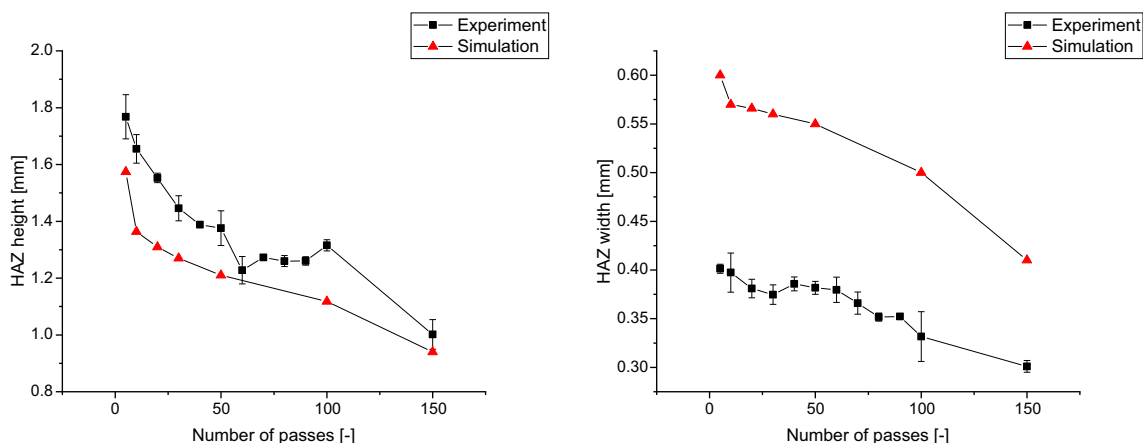 Experiment
Simulation
HAZ height [mm]
2.0
1.8
1.6
1.4
1.2
1.0
0.8
0 50 100 150
Number of passes [-]
Experiment
Simulation
HAZ width [mm]
0.60
0.55
0.50
0.45
0.40
0.35
0.30
0 50 100 150
Number of passes [-]